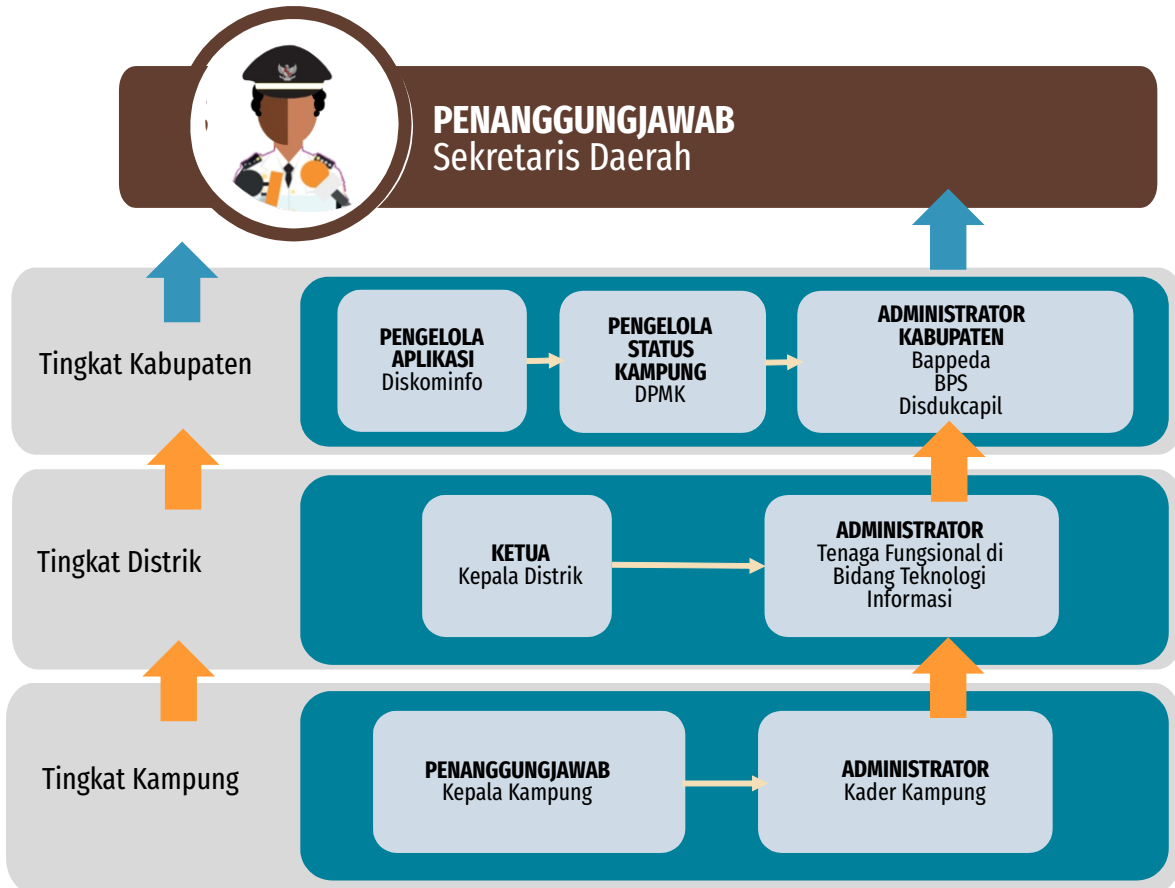 PENANGGUNGJAWAB
Sekretaris Daerah
Tingkat Kabupaten
PENGELOLA
APLIKASI
Diskominfo
PENGELOLA
STATUS
KAMPUNG
DPMK
ADMINISTRATOR
KABUPATEN
Bappeda
BPS
Disdukcapil
Tingkat Distrik
KETUA
Kepala Distrik
ADMINISTRATOR
Tenaga Fungsional di
Bidang Teknologi
Informasi
Tingkat Kampung
PENANGGUNGJAWAB
Kepala Kampung
ADMINISTRATOR
Kader Kampung